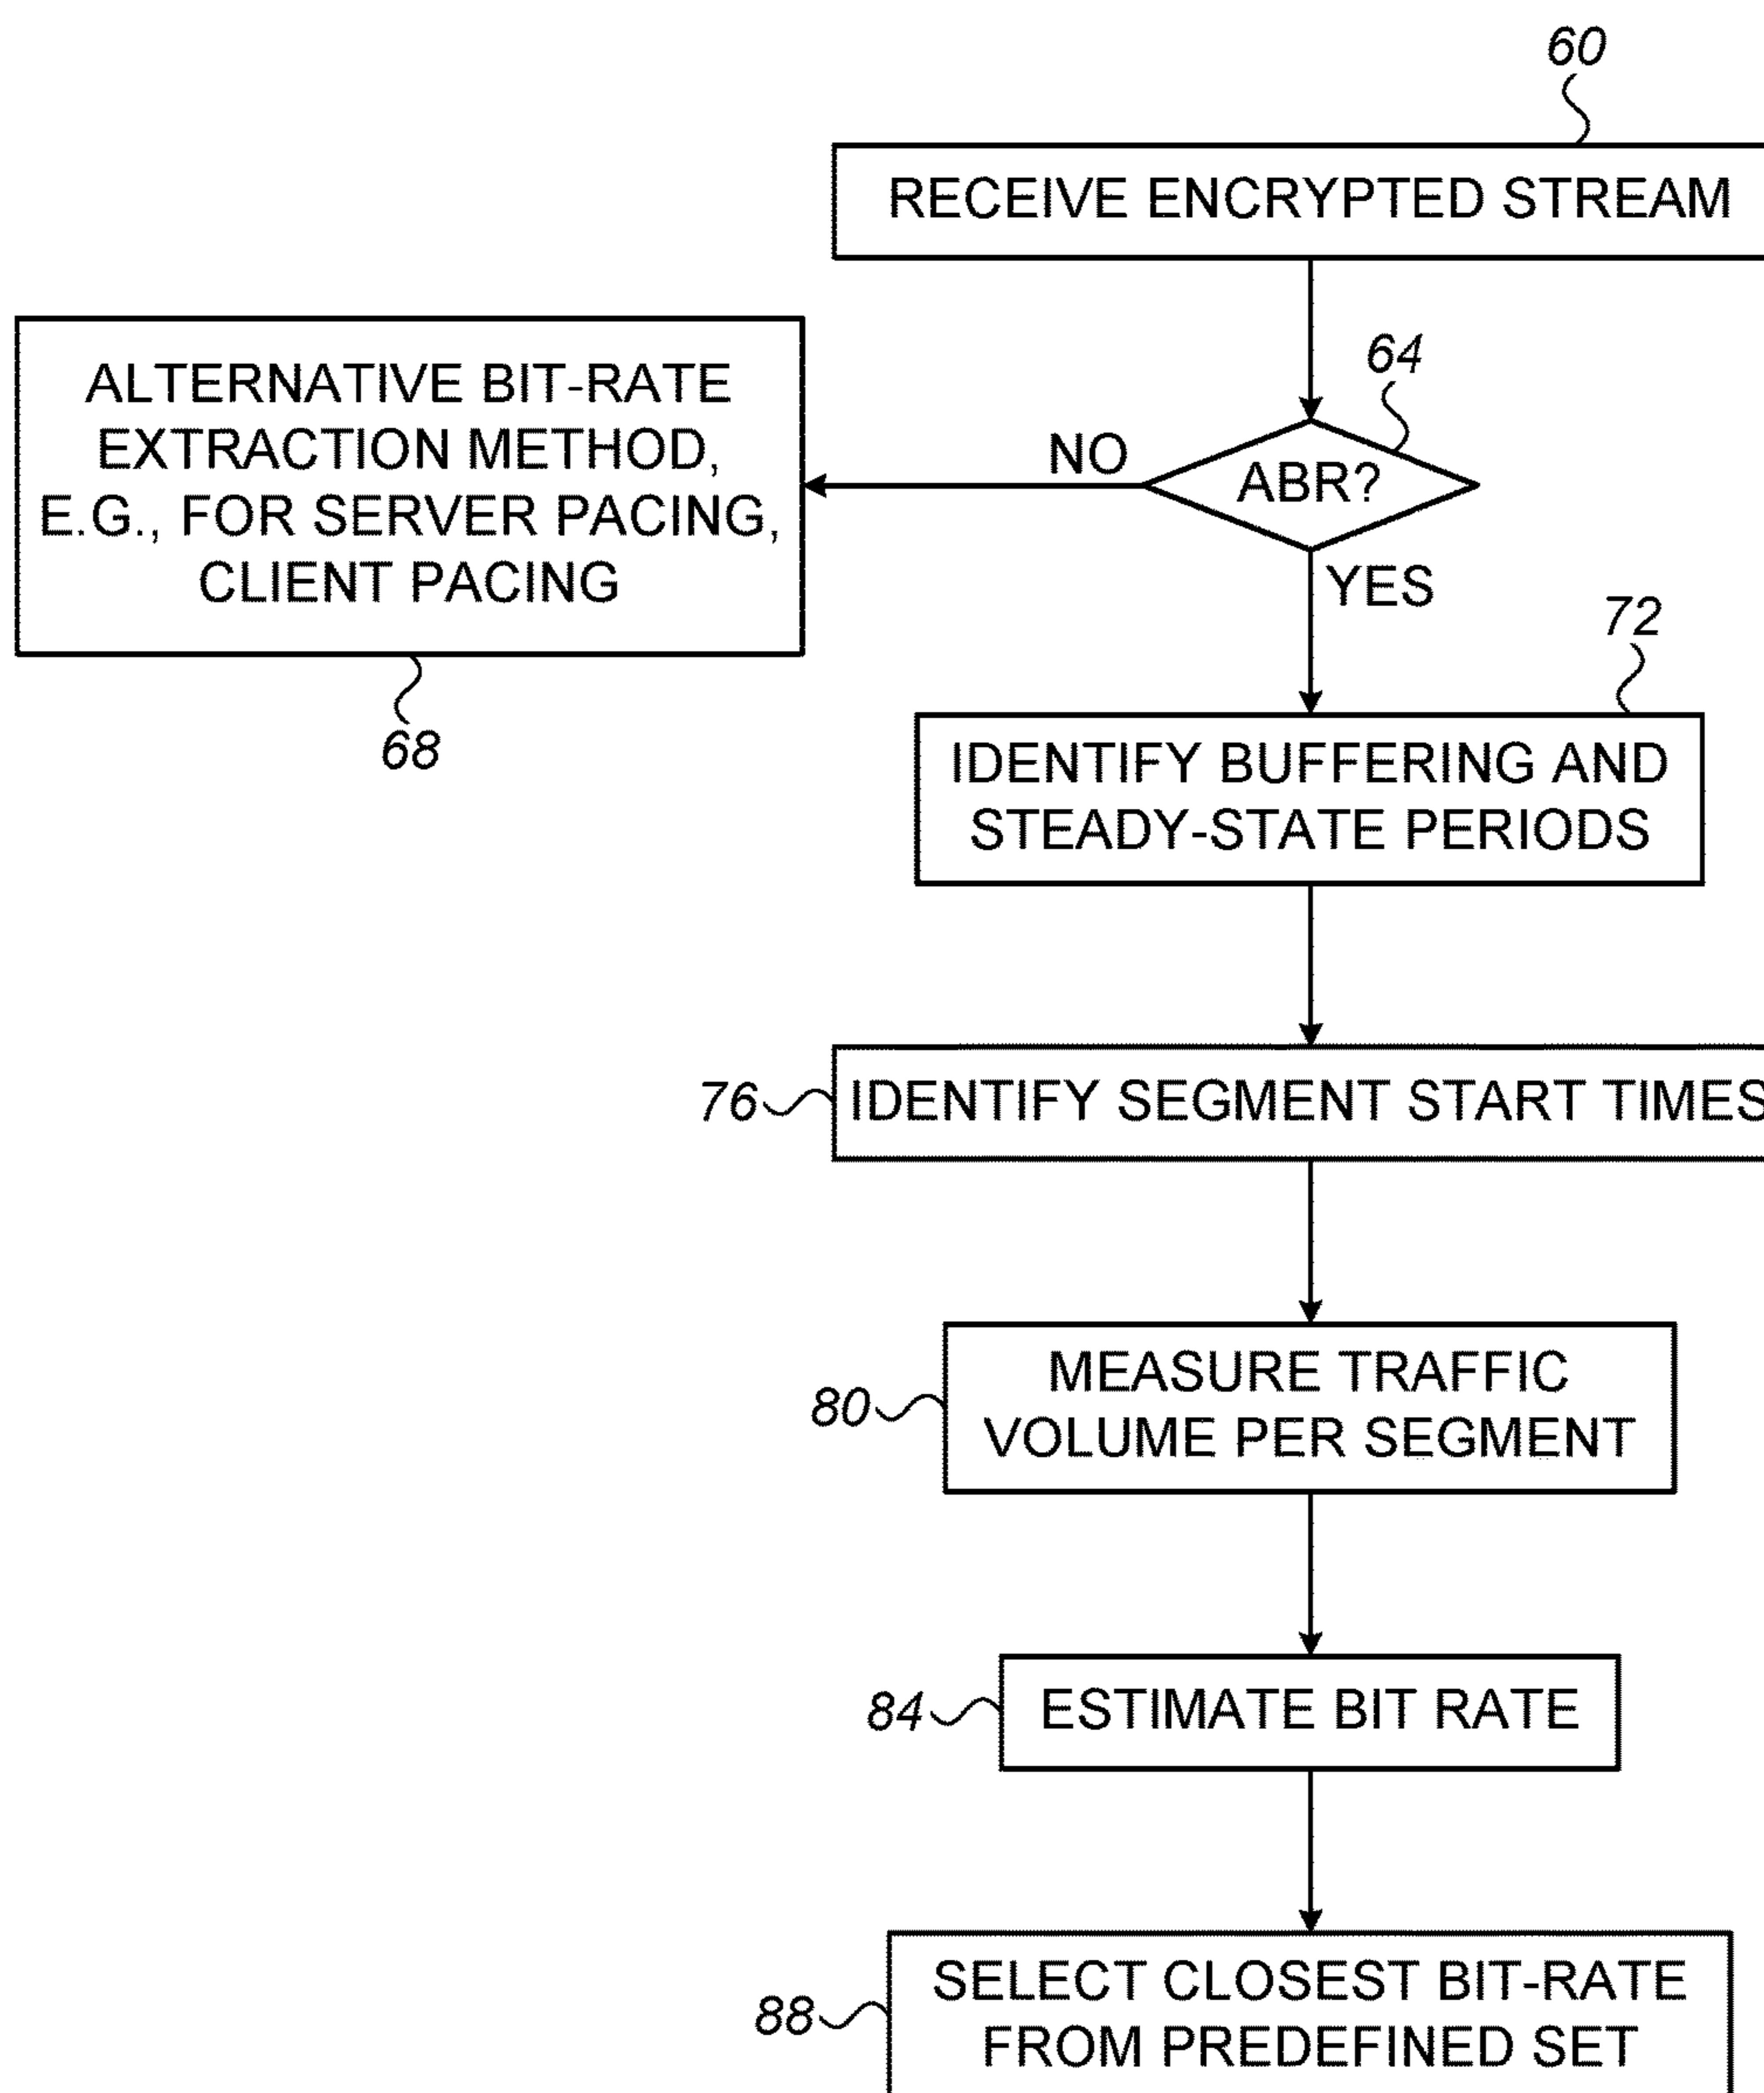 60
RECEIVE ENCRYPTED STREAM
64
ABR?
NO
YES
ALTERNATIVE BIT-RATE
EXTRACTION METHOD,
E.G., FOR SERVER PACING,
CLIENT PACING
68
72
IDENTIFY BUFFERING AND
STEADY-STATE PERIODS
76
IDENTIFY SEGMENT START TIMES
80
MEASURE TRAFFIC
VOLUME PER SEGMENT
84
ESTIMATE BIT RATE
88
SELECT CLOSEST BIT-RATE
FROM PREDEFINED SET